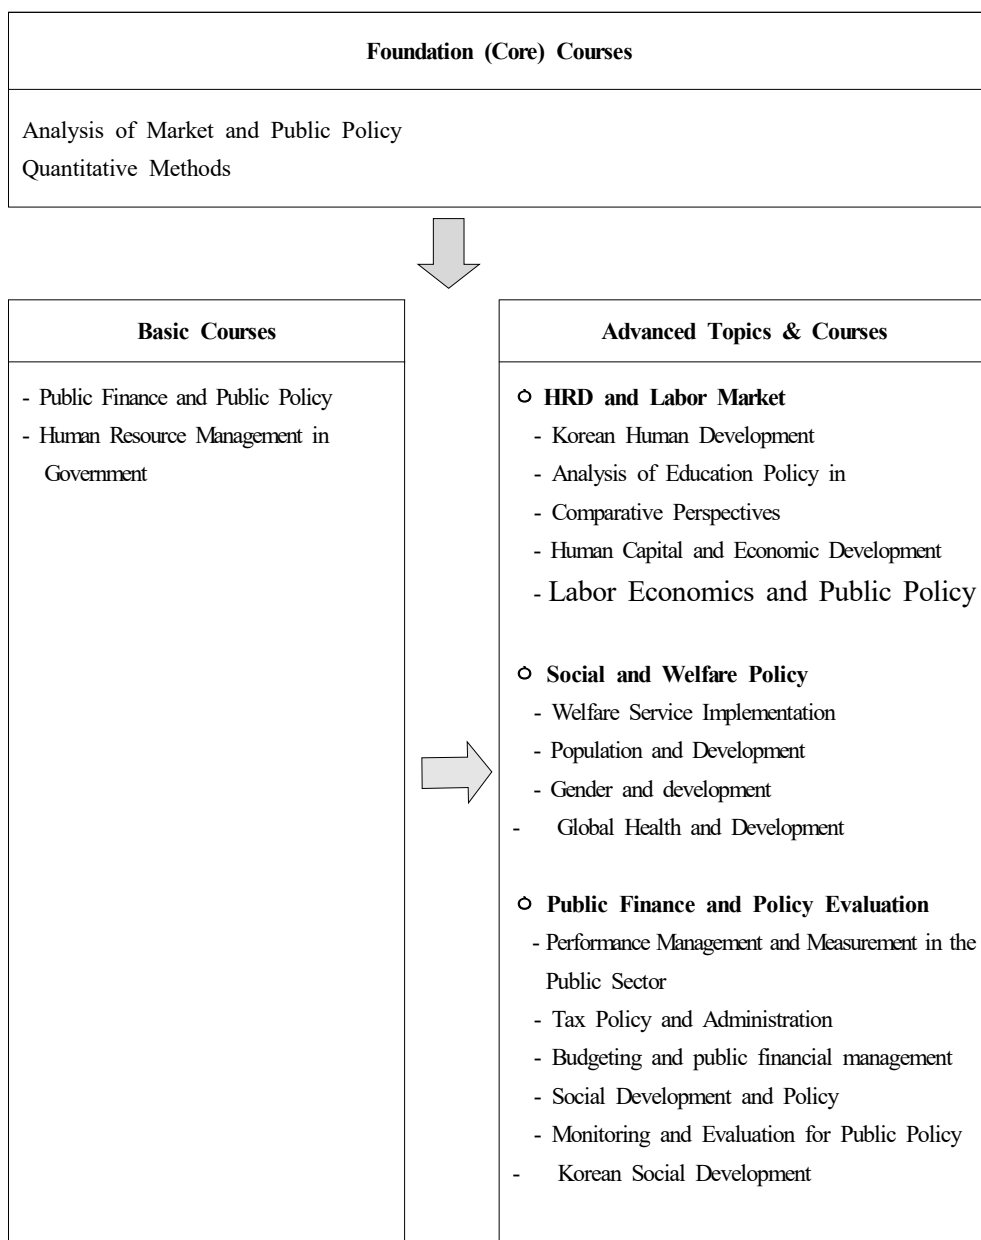 Foundation (Core) Courses
Analysis of Market and Public Policy
Quantitative Methods
Basic Courses
- Public Finance and Public Policy
- Human Resource Management in
Government
Advanced Topics & Courses
HRD and Labor Market
- Korean Human Development
- Analysis of Education Policy in
- Comparative Perspectives
- Human Capital and Economic Development
- Labor Economics and Public Policy
Social and Welfare Policy
- Welfare Service Implementation
- Population and Development
- Gender and development
- Global Health and Development
Public Finance and Policy Evaluation
- Performance Management and Measurement in the
Public Sector
- Tax Policy and Administration
- Budgeting and public financial management
- Social Development and Policy
- Monitoring and Evaluation for Public Policy
- Korean Social Development